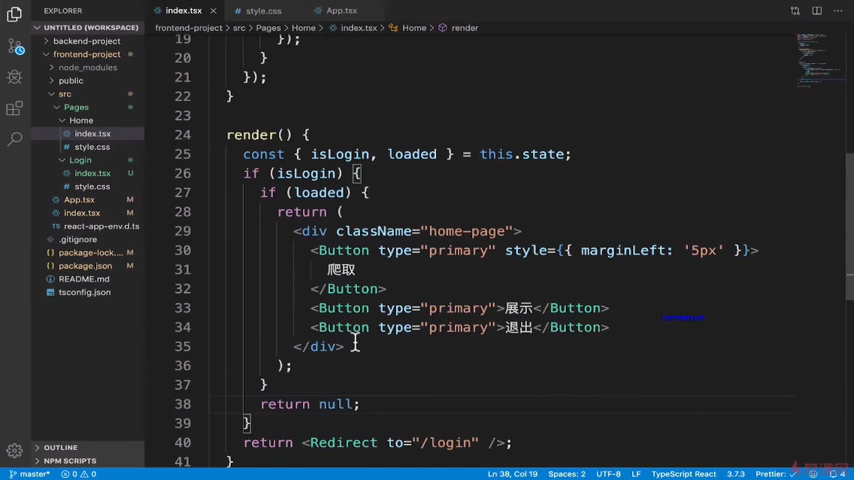 EXPLORER
index.tsx
style.css
App.tsx
UNTITLED (WORKSPACE)
frontend-project > src > Pages > Home > index.tsx > Home > render
backend-project
frontend-project
node_modules
public
src
Pages
Home
index.tsx
style.css
Login
index.tsx U
style.css
App.tsx
index.tsx
react-app-env.d.ts
.gitignore
package-lock....
package.json
README.md
tsconfig.json
OUTLINE
NPM SCRIPTS
19 });
20 }
21 });
22 }
23
24 render() {
25 const { isLogin, loaded } = this.state;
26 if (isLogin) {
27 if (loaded) {
28 return (
29 <div className="home-page">
30 <Button type="primary" style={{ marginLeft: '5px' }}>
31 爬取
32 </Button>
33 <Button type="primary">展示</Button>
34 <Button type="primary">退出</Button>
35 </div>
36 );
37 }
38 return null;
39 }
40 return <Redirect to="/login" />;
41 }
master* 0 0 Ln 38, Col 19 Spaces: 2 UTF-8 LF TypeScript React 3.7.3 Prettier: ✓ 4